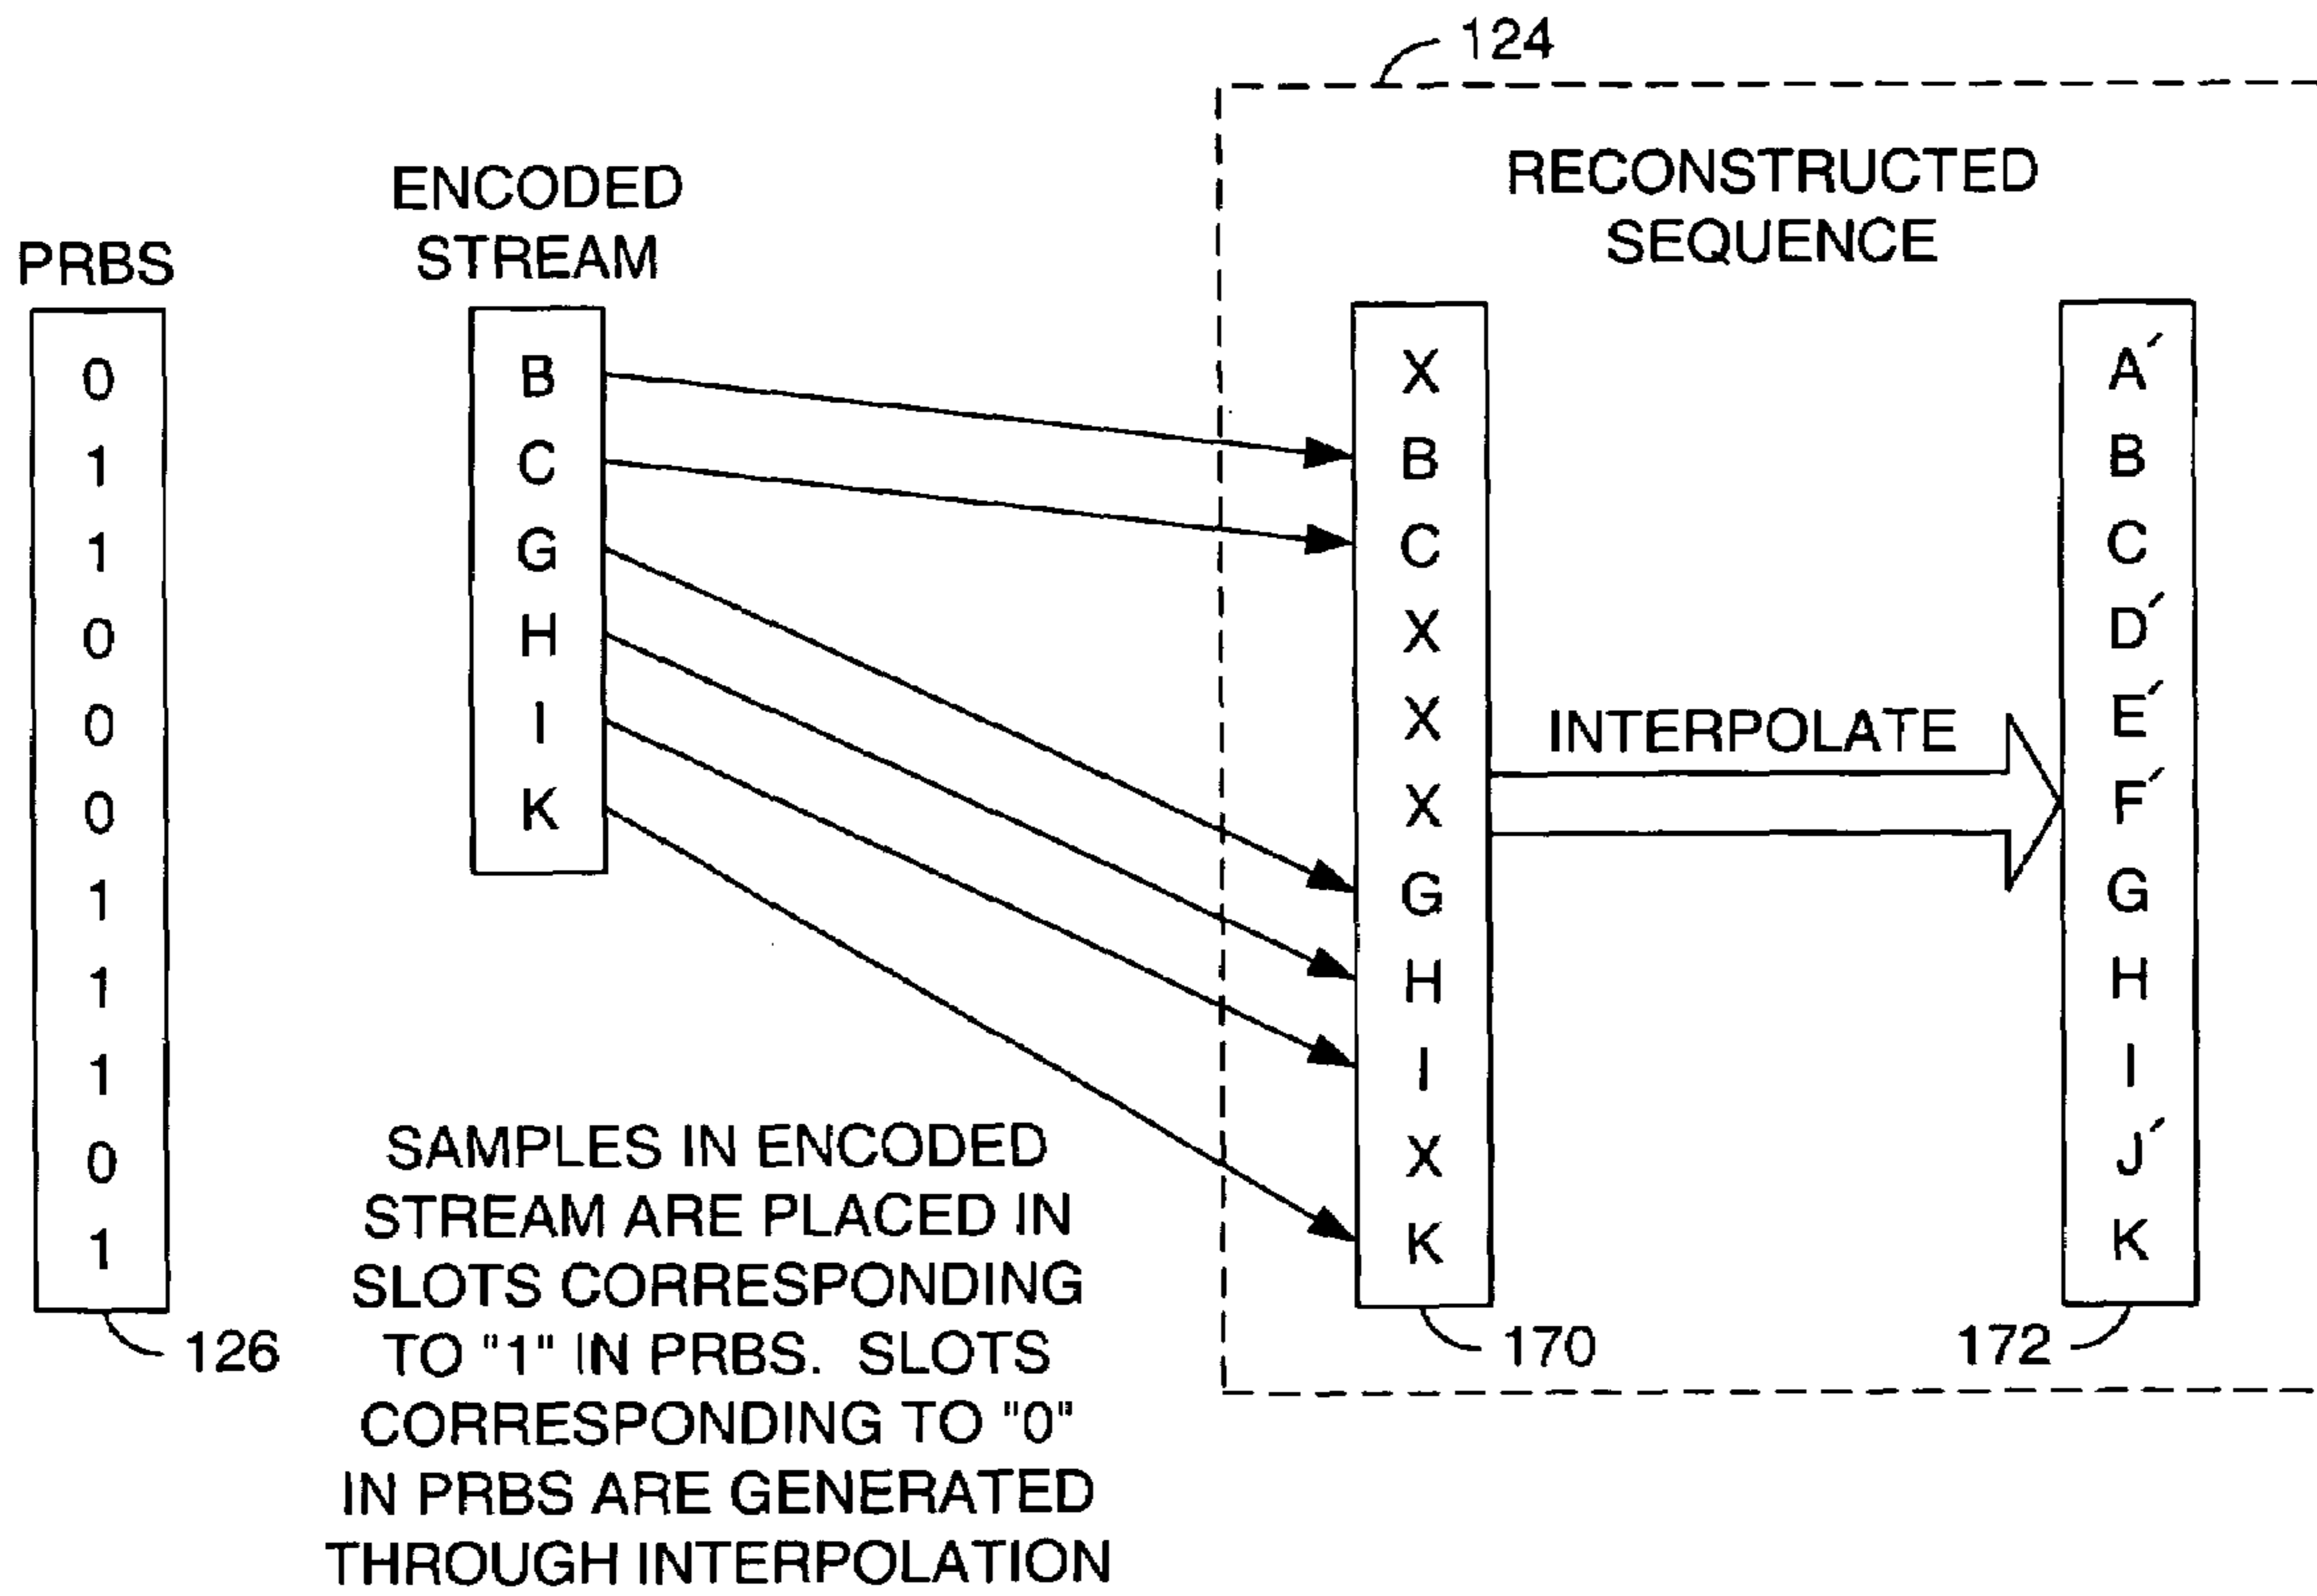 124
RECONSTRUCTED
SEQUENCE
ENCODED
STREAM
PRBS
0
1
1
0
0
0
1
1
1
0
1
126
B
C
G
H
I
K
X
B
C
X
X
X
G
H
I
X
K
170
INTERPOLATE
A′
B
C
D′
E′
F′
G
H
I
J′
K
172
SAMPLES IN ENCODED
STREAM ARE PLACED IN
SLOTS CORRESPONDING
TO "1" IN PRBS. SLOTS
CORRESPONDING TO "0"
IN PRBS ARE GENERATED
THROUGH INTERPOLATION